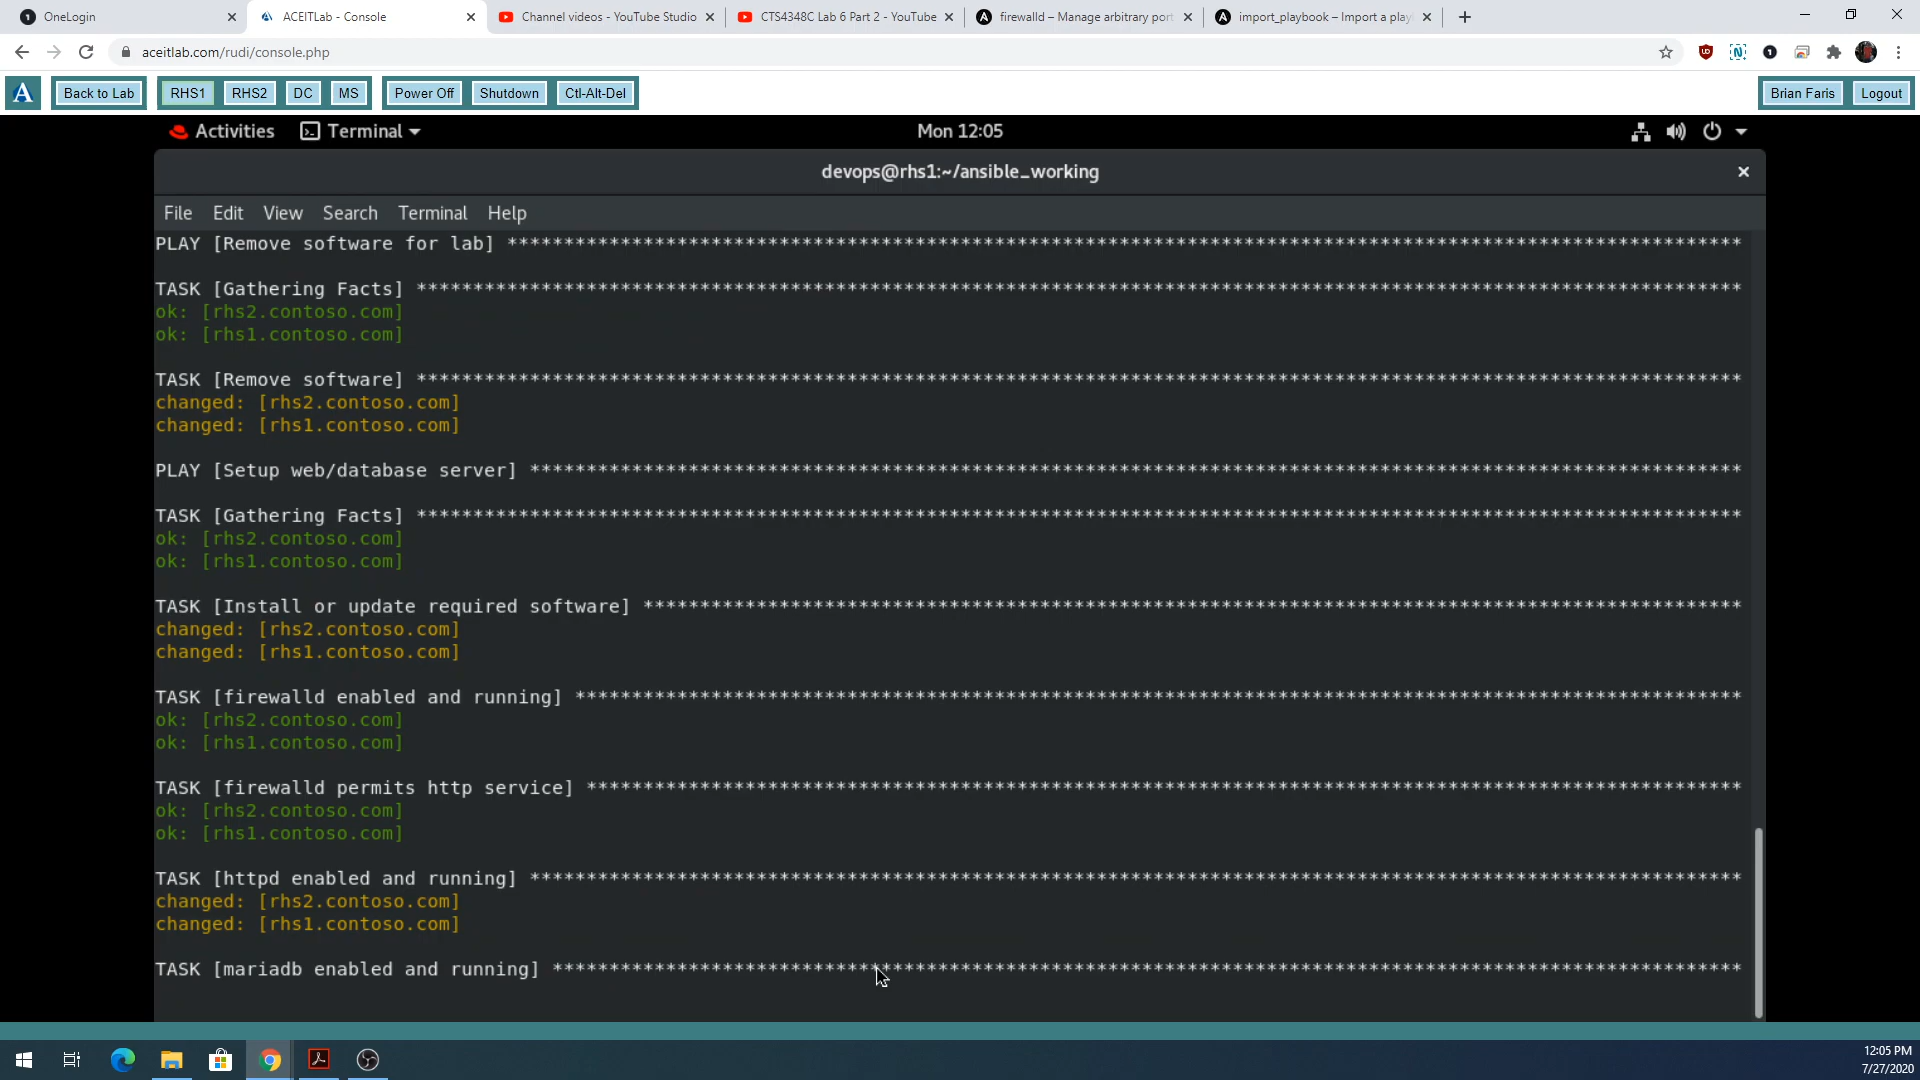 OneLogin
ACEITLab - Console
Channel videos - YouTube Studio
CTS4348C Lab 6 Part 2 - YouTube
firewalld – Manage arbitrary port
import_playbook – Import a play
aceitlab.com/rudi/console.php
Back to Lab
RHS1
RHS2
DC
MS
Power Off
Shutdown
Ctl-Alt-Del
Brian Faris
Logout
Activities
Terminal
Mon 12:05
devops@rhs1:~/ansible_working
File Edit View Search Terminal Help
PLAY [Remove software for lab] *************************************************************************************************************
TASK [Gathering Facts] *********************************************************************************************************************
ok: [rhs2.contoso.com]
ok: [rhs1.contoso.com]
TASK [Remove software] *********************************************************************************************************************
changed: [rhs2.contoso.com]
changed: [rhs1.contoso.com]
PLAY [Setup web/database server] ***********************************************************************************************************
TASK [Gathering Facts] *********************************************************************************************************************
ok: [rhs2.contoso.com]
ok: [rhs1.contoso.com]
TASK [Install or update required software] *************************************************************************************************
changed: [rhs2.contoso.com]
changed: [rhs1.contoso.com]
TASK [firewalld enabled and running] *******************************************************************************************************
ok: [rhs2.contoso.com]
ok: [rhs1.contoso.com]
TASK [firewalld permits http service] ******************************************************************************************************
ok: [rhs2.contoso.com]
ok: [rhs1.contoso.com]
TASK [httpd enabled and running] ***********************************************************************************************************
changed: [rhs2.contoso.com]
changed: [rhs1.contoso.com]
TASK [mariadb enabled and running] *********************************************************************************************************
12:05 PM
7/27/2020